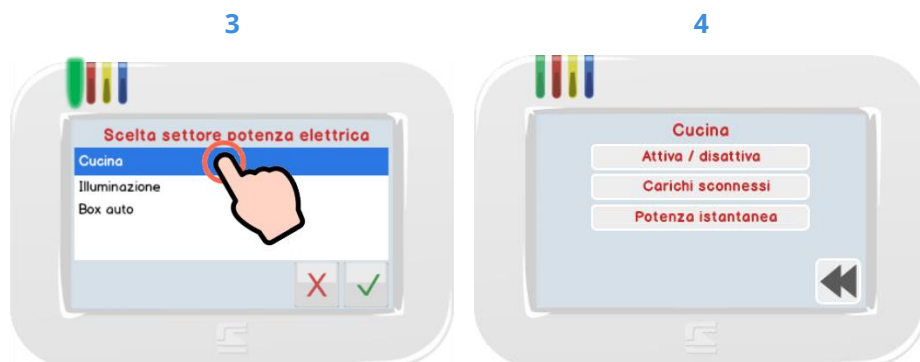 3
4
Scelta settore potenza elettrica
Cucina
Illuminazione
Box auto
X
Cucina
Attiva / disattiva
Carichi sconnessi
Potenza istantanea